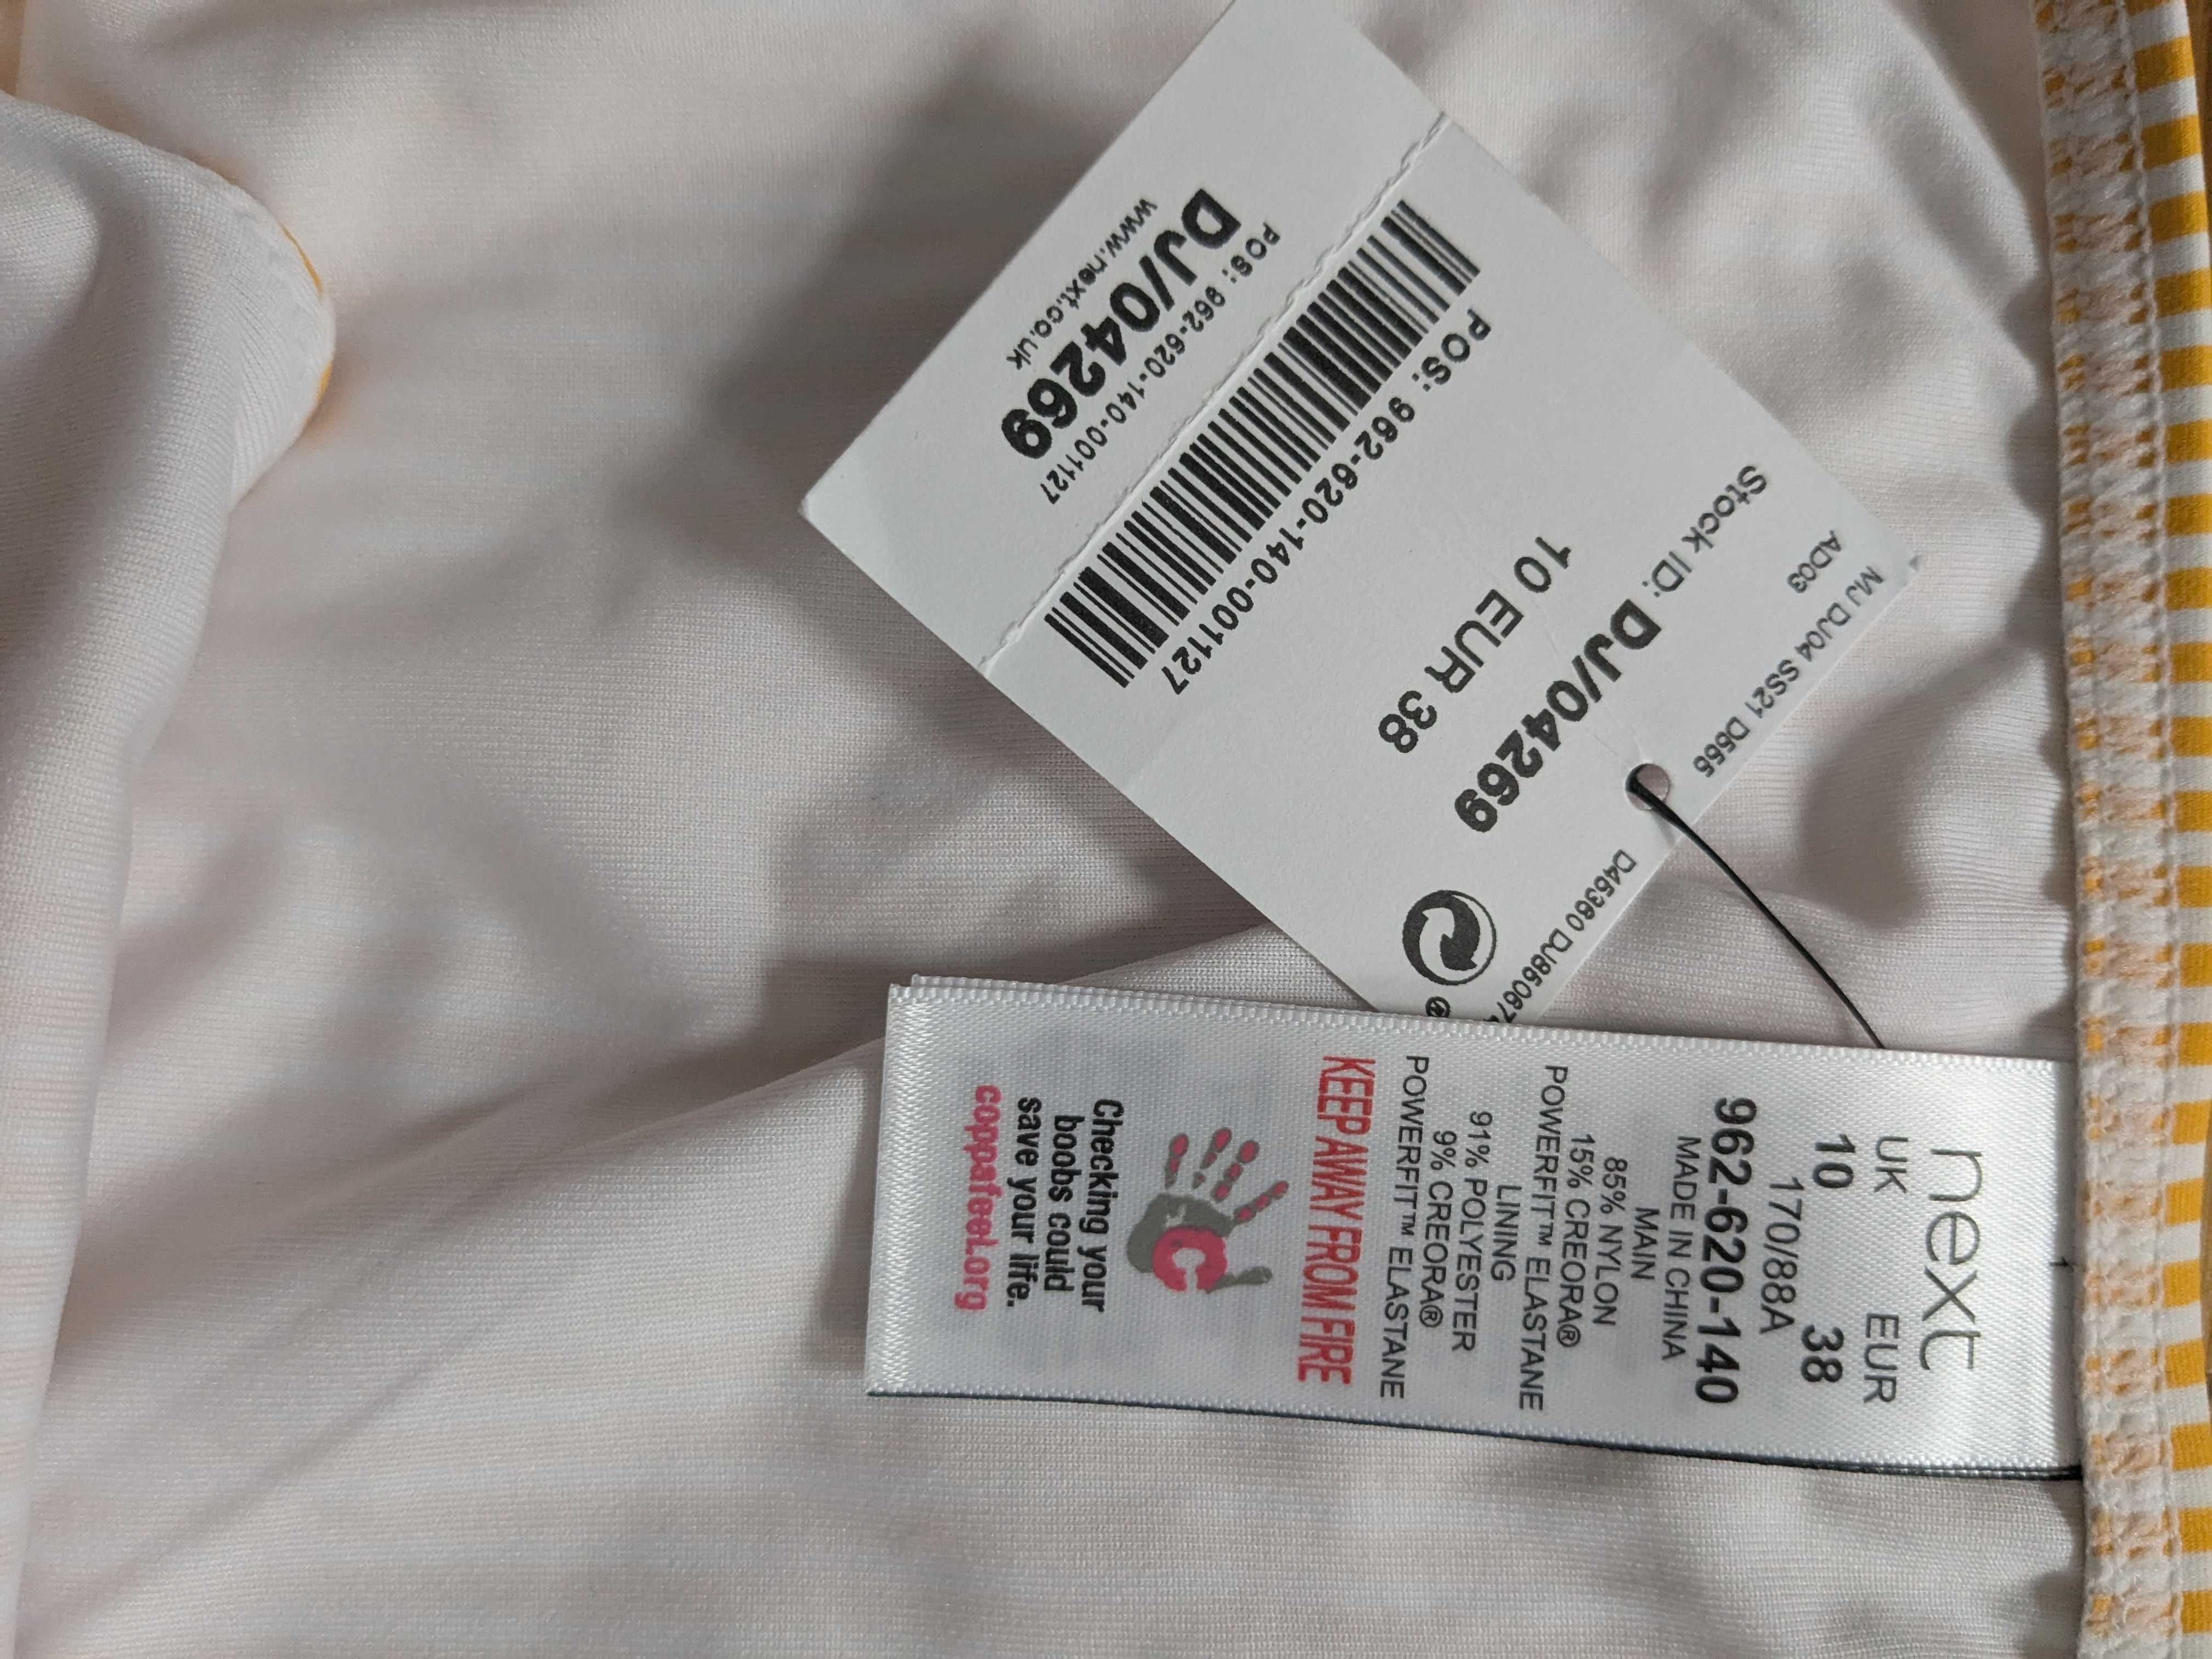 www.next.co.uk
DJ/04269
POS: 962-620-140-001127
POS: 962-620-140-001127
10 EUR 38
Stock ID: DJ/04269
AD03
MJ DJ04 SS21 D555
next
UK EUR
10 38
170/88A
962-620-140
MADE IN CHINA
MAIN
85% NYLON
15% CREORA®
POWERFIT™ ELASTANE
LINING
91% POLYESTER
9% CREORA®
POWERFIT™ ELASTANE
KEEP AWAY FROM FIRE
C
Checking your
boobs could
save your life.
coppafeel.org